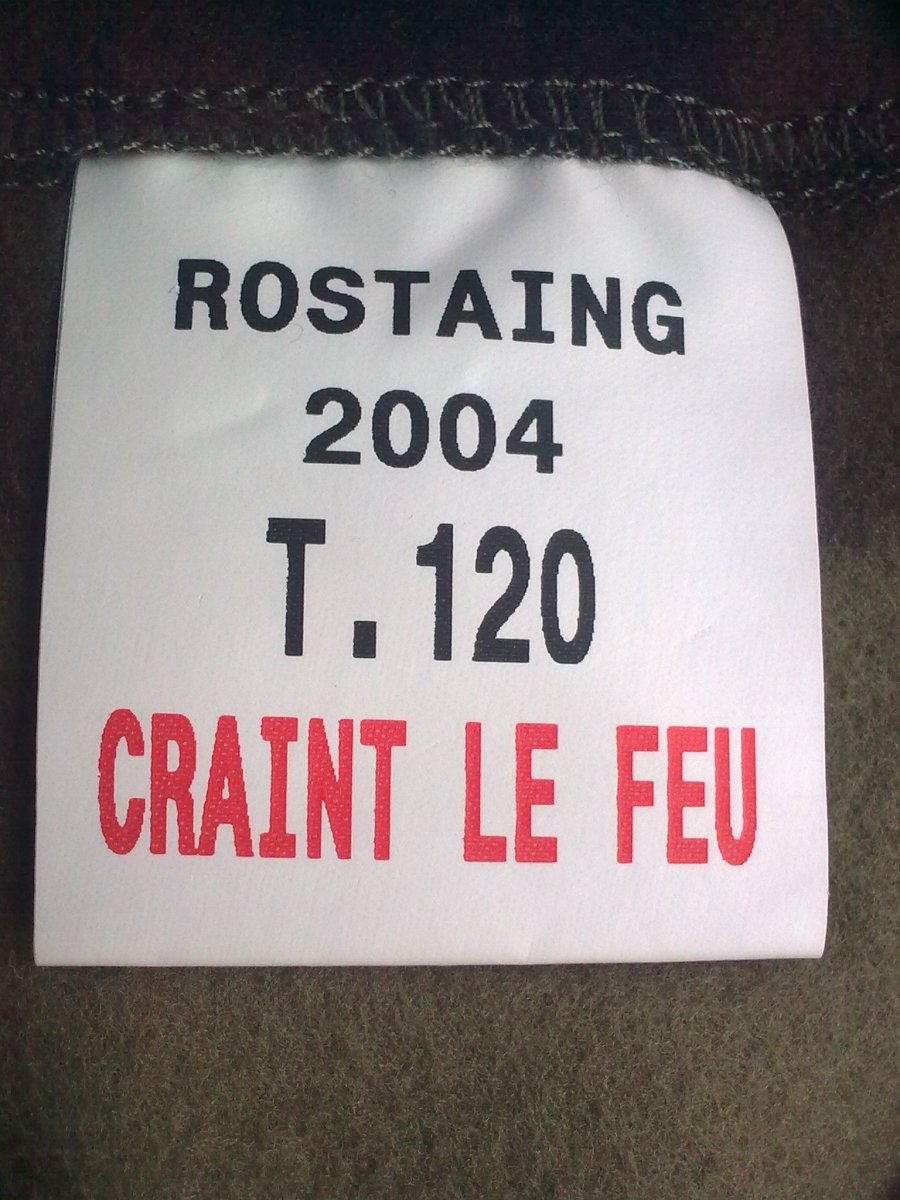 ROSTAING
2004
T.120
CRAINT LE FEU